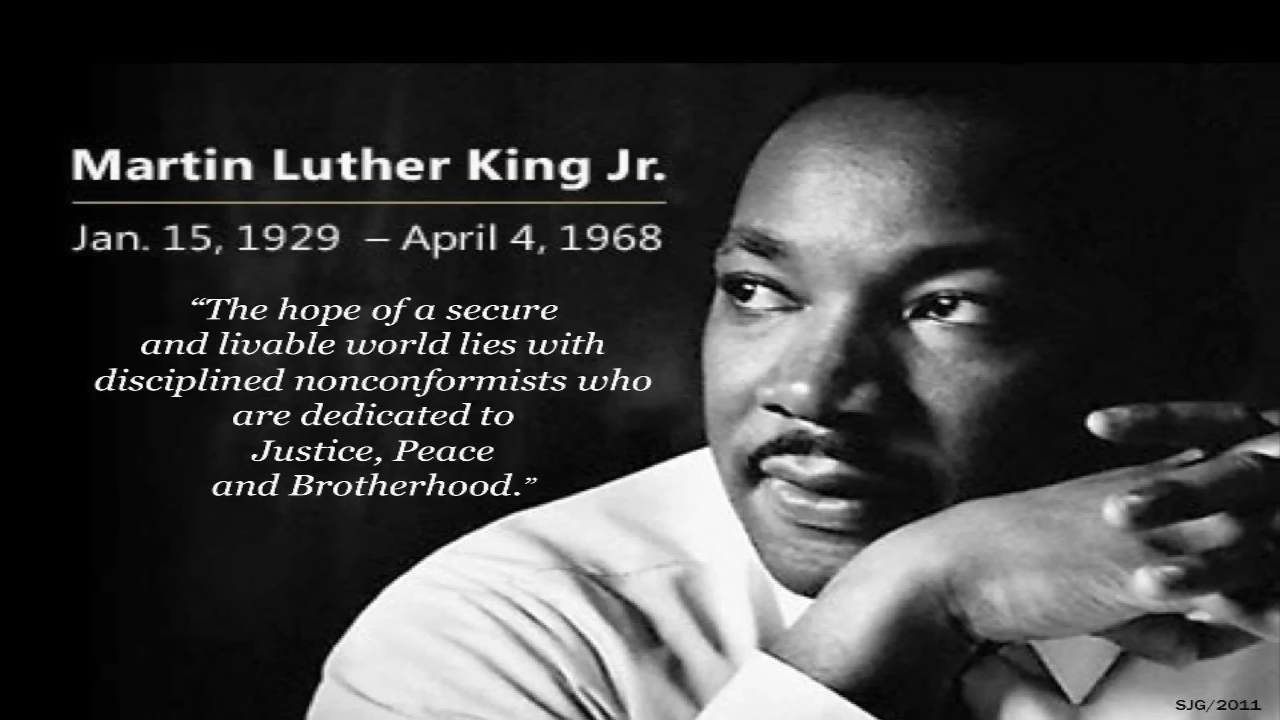 Martin Luther King Jr.
Jan. 15, 1929 – April 4, 1968
“The hope of a secure
and livable world lies with
disciplined nonconformists who
are dedicated to
Justice, Peace
and Brotherhood.”
SJG/2011